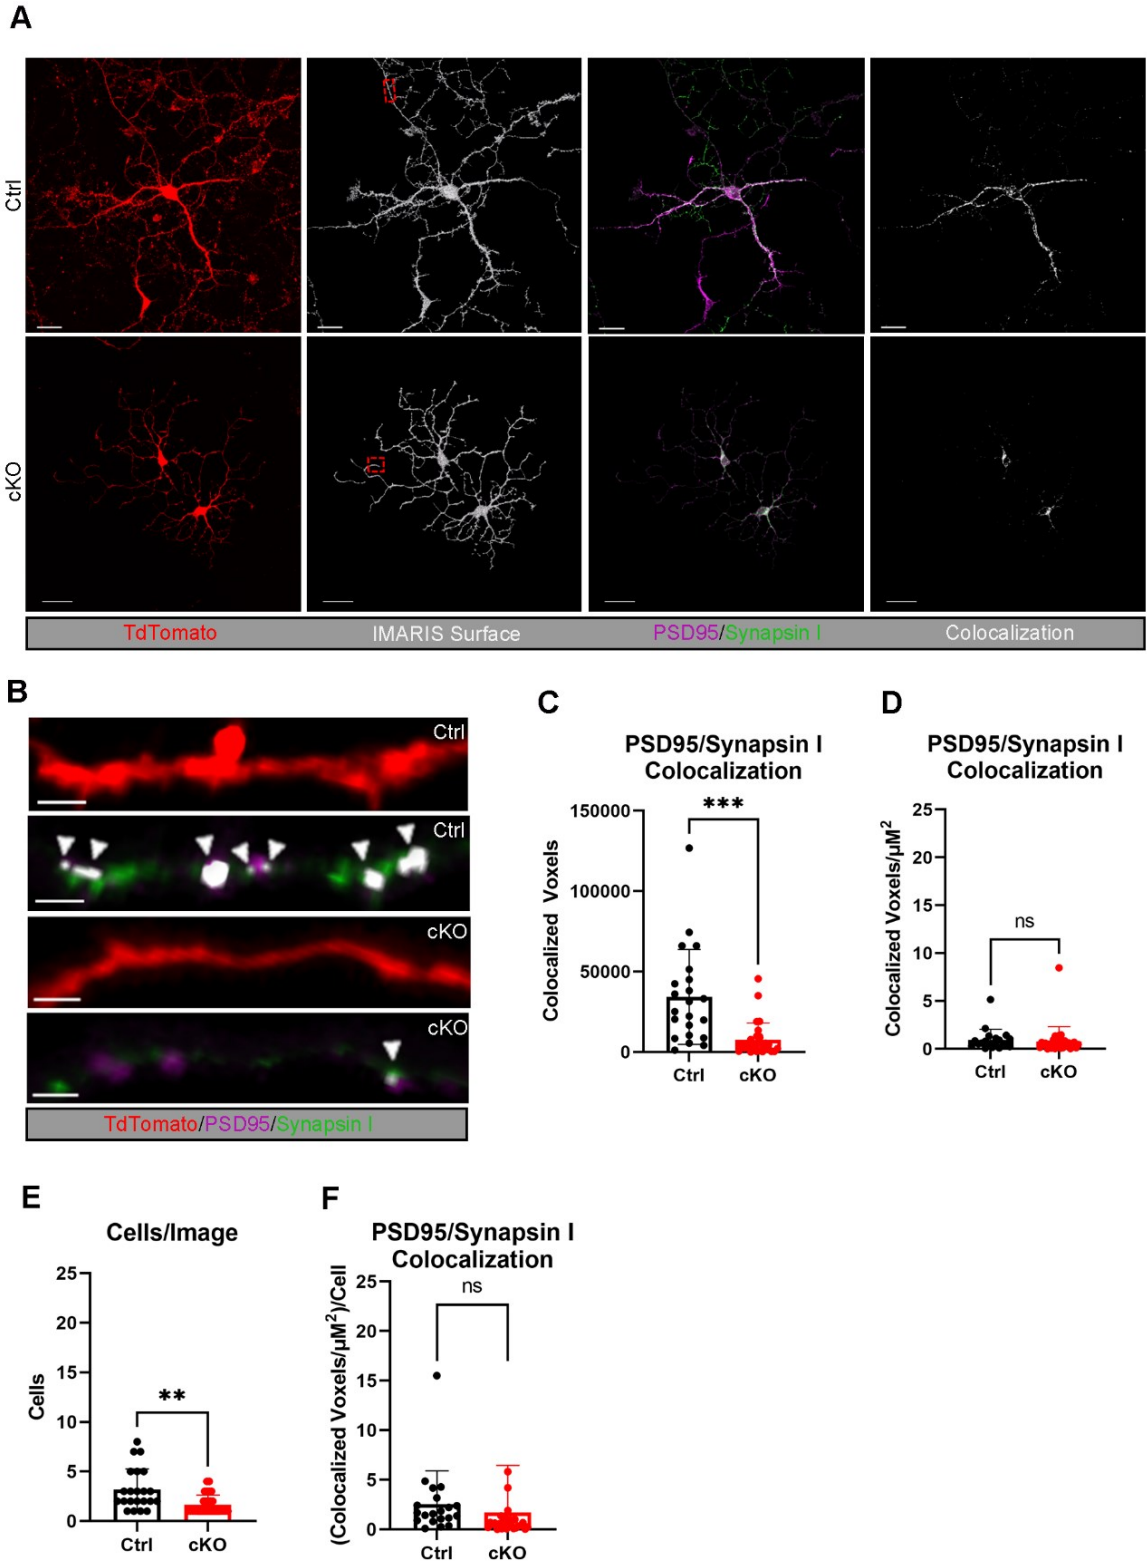 A
Ctrl
cKO
TdTomato
IMARIS Surface
PSD95/Synapsin I
Colocalization
B
Ctrl
Ctrl
cKO
cKO
TdTomato/PSD95/Synapsin I
C
PSD95/Synapsin I
Colocalization
Colocalized Voxels
150000
100000
50000
0
***
Ctrl
cKO
D
PSD95/Synapsin I
Colocalization
Colocalized Voxels/µM²
25
20
15
10
5
0
ns
Ctrl
cKO
E
Cells/Image
Cells
25
20
15
10
5
0
**
Ctrl
cKO
F
PSD95/Synapsin I
Colocalization
(Colocalized Voxels/µM²)/Cell
25
20
15
10
5
0
ns
Ctrl
cKO